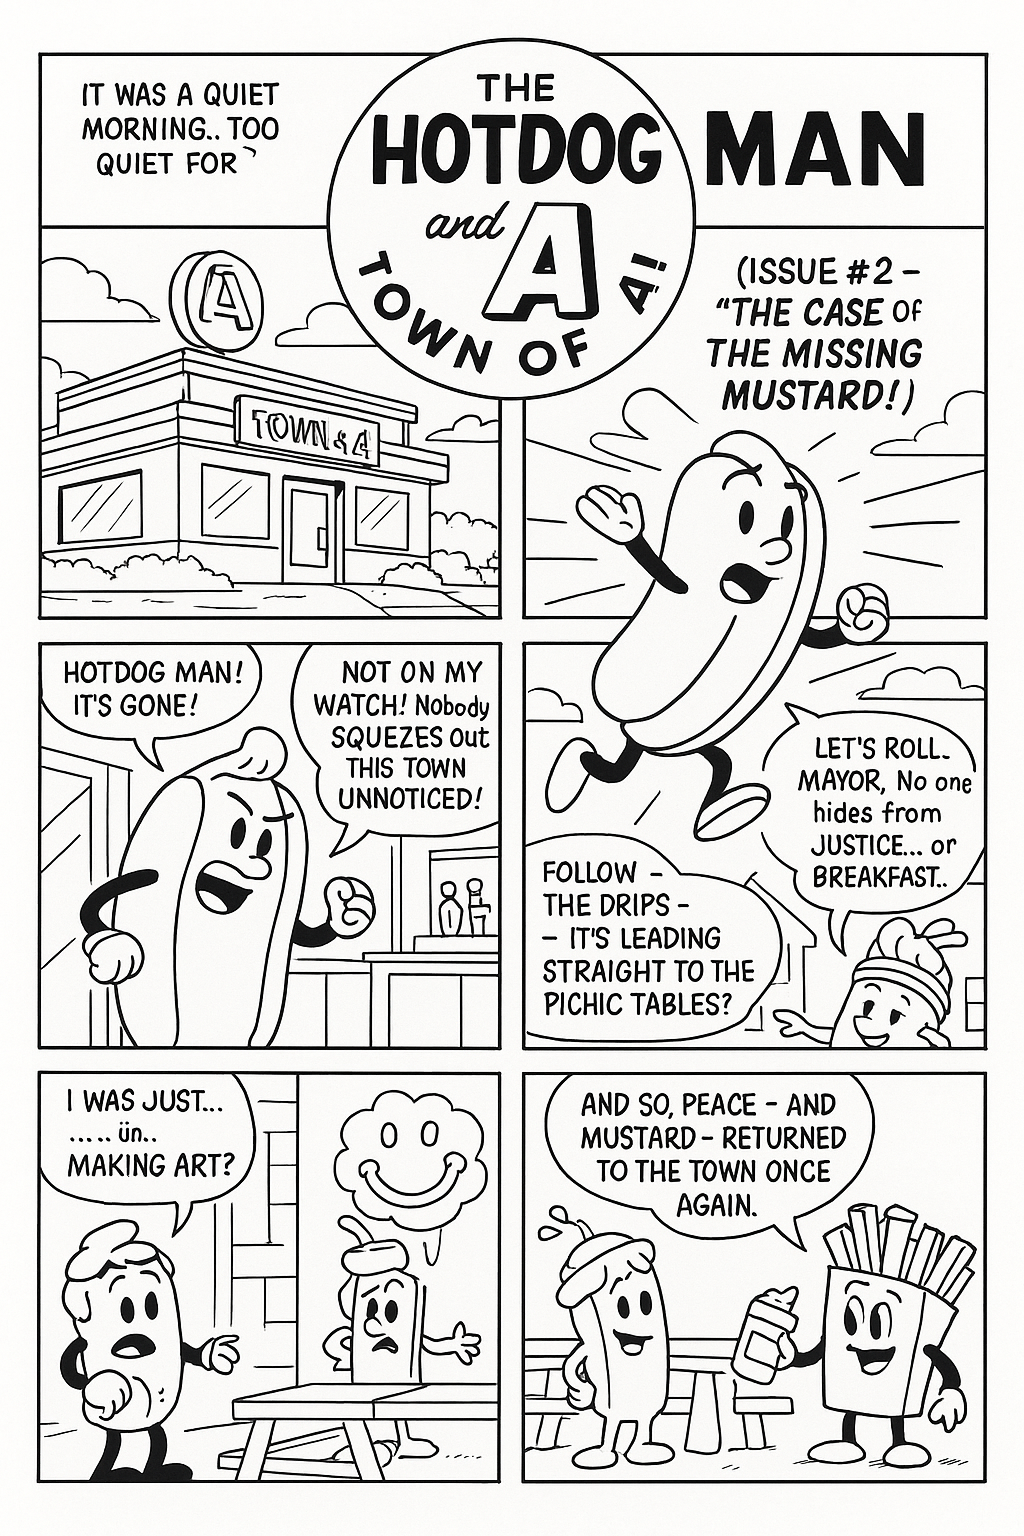 IT WAS A QUIET
MORNING.. TOO
QUIET FOR
THE
HOTDOG MAN
and A
TOWN OF A!
(ISSUE #2 –
“THE CASE of
THE MISSING
MUSTARD!)
A
TOWN & A
HOTDOG MAN!
IT'S GONE!
NOT ON MY
WATCH! Nobody
SQUEZES out
THIS TOWN
UNNOTICED!
LET'S ROLL.
MAYOR, No one
hides from
JUSTICE... or
BREAKFAST..
FOLLOW –
THE DRIPS –
– IT'S LEADING
STRAIGHT TO THE
PICHIC TABLES?
I WAS JUST...
..... ün..
MAKING ART?
AND SO, PEACE – AND
MUSTARD – RETURNED
TO THE TOWN ONCE
AGAIN.